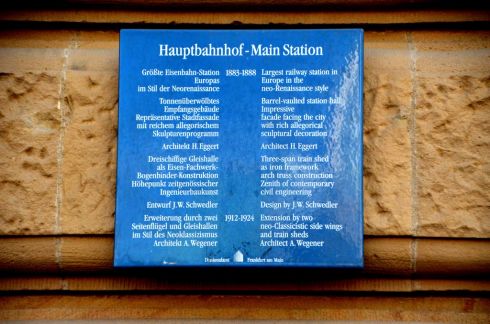 Hauptbahnhof - Main Station
Größte Eisenbahn-Station
Europas
im Stil der Neorenaissance
1883-1888
Largest railway station in
Europe in the
neo-Renaissance style
Tonnenüberwölbtes
Empfangsgebäude
Repräsentative Stadtfassade
mit reichem allegorischem
Skulpturenprogramm
Barrel-vaulted station hall
Impressive
facade facing the city
with rich allegorical
sculptural decoration
Architekt H. Eggert
Architect H. Eggert
Dreischiffige Gleishalle
als Eisen-Fachwerk-
Bogenbinder-Konstruktion
Höhepunkt zeitgenössischer
Ingenieurbaukunst
Three-span train shed
as iron framework
arch truss construction
Zenith of contemporary
civil engineering
Entwurf J.W. Schwedler
Design by J.W. Schwedler
Erweiterung durch zwei
Seitenflügel und Gleishallen
im Stil des Neoklassizismus
Architekt A. Wegener
1912-1924
Extension by two
neo-Classicistic side wings
and train sheds
Architect A. Wegener
Denkmalamt Frankfurt am Main